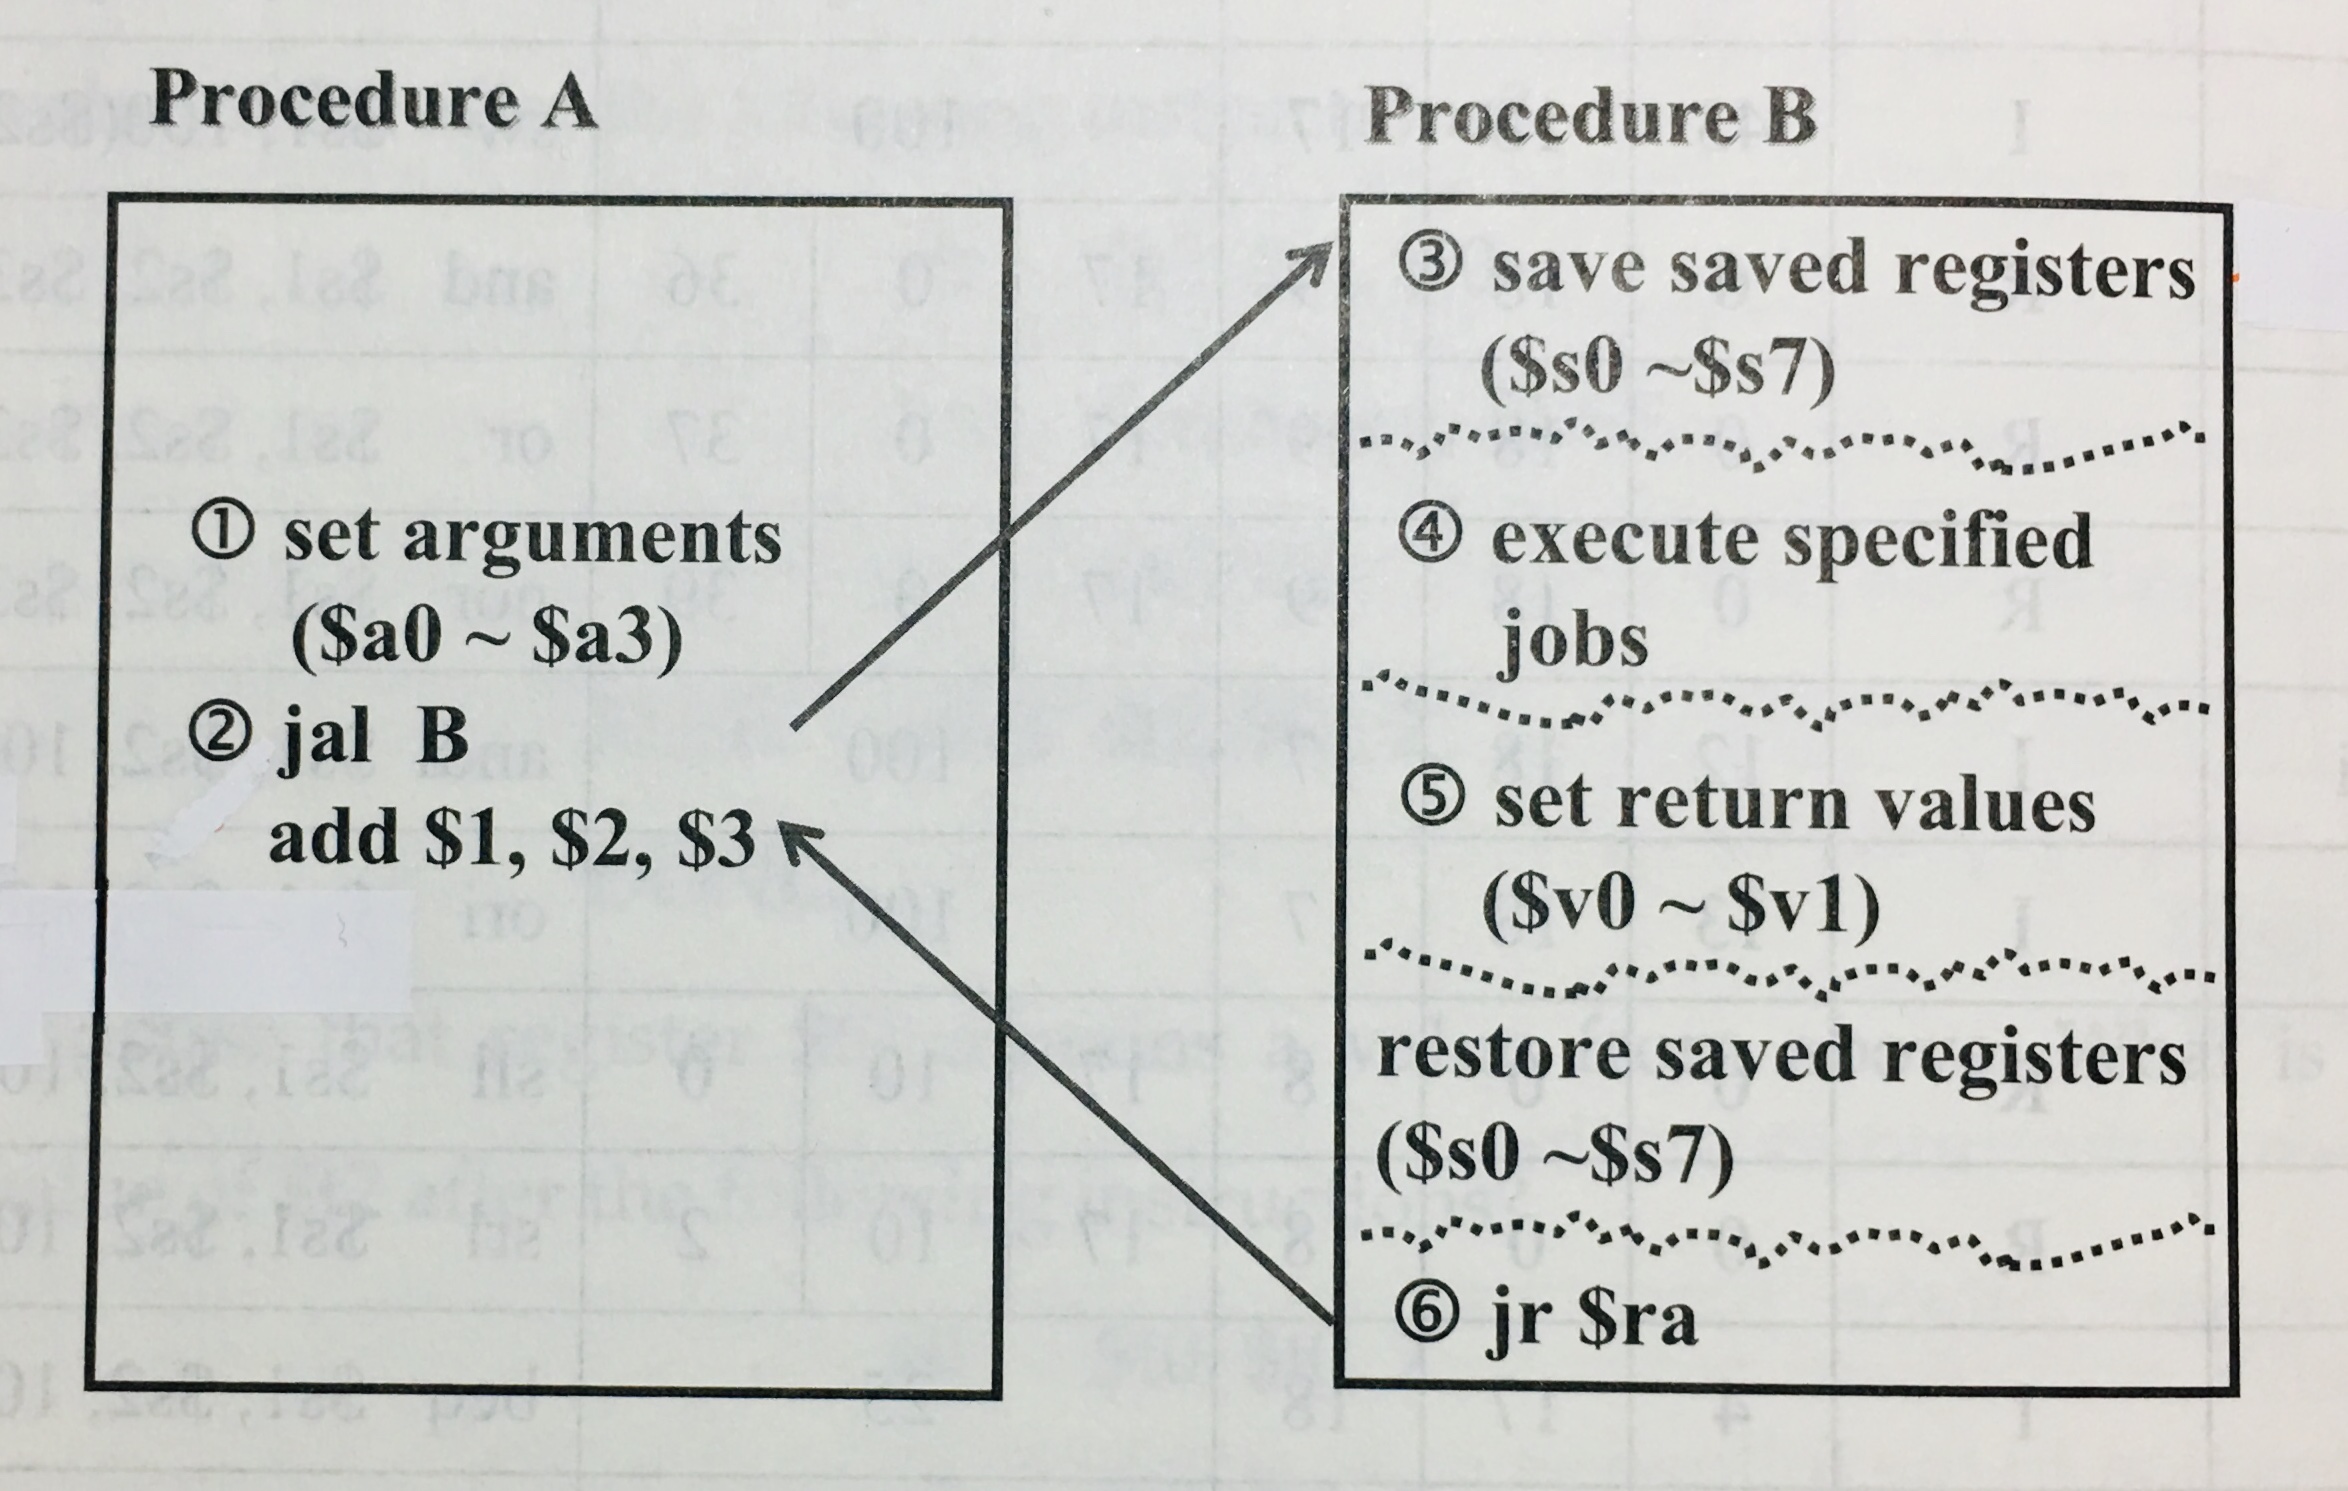 Procedure A
① set arguments
($a0 ~ $a3)
② jal B
add $1, $2, $3
Procedure B
③ save saved registers
($s0 ~$s7)
④ execute specified
jobs
⑤ set return values
($v0 ~ $v1)
restore saved registers
($s0 ~$s7)
⑥ jr $ra